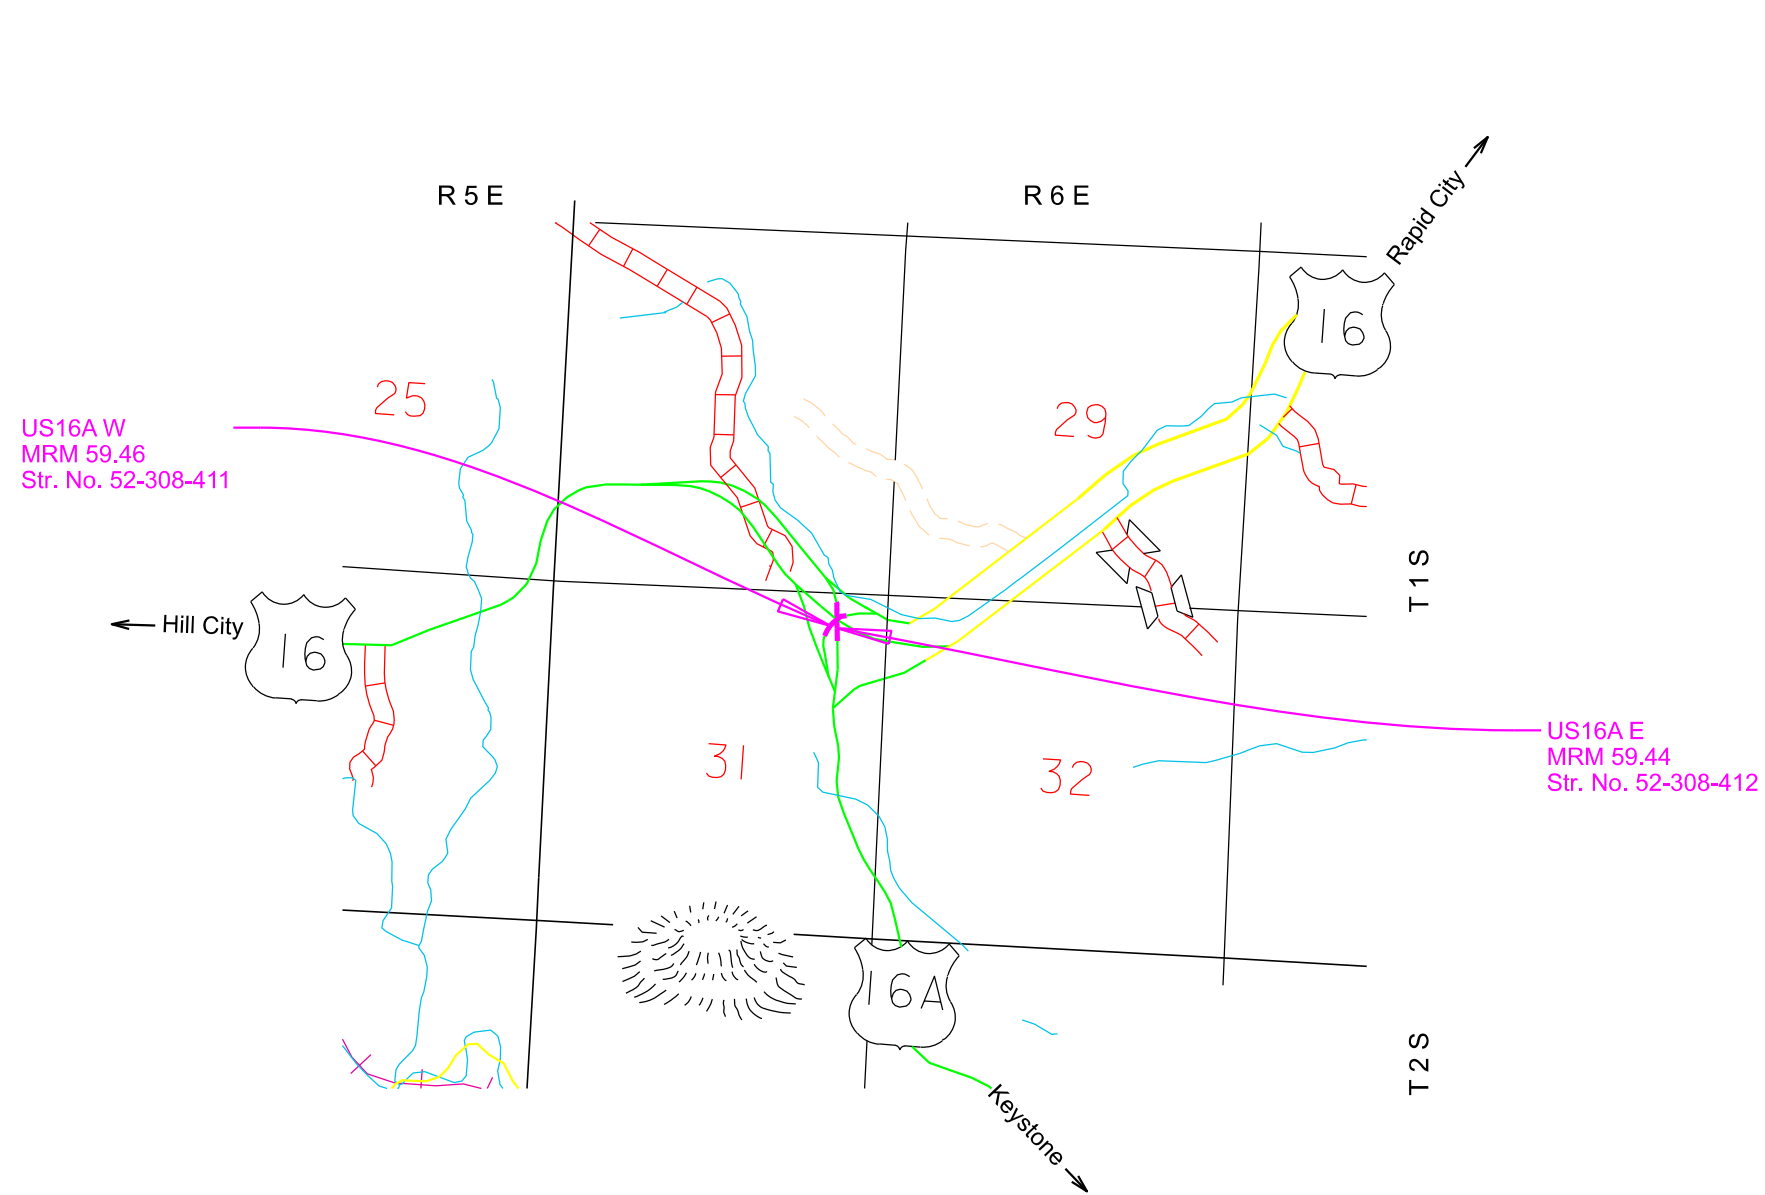 R 5 E
R 6 E
Rapid City
16
25
29
US16A W
MRM 59.46
Str. No. 52-308-411
T 1 S
Hill City
16
31
32
US16A E
MRM 59.44
Str. No. 52-308-412
16A
T 2 S
Keystone